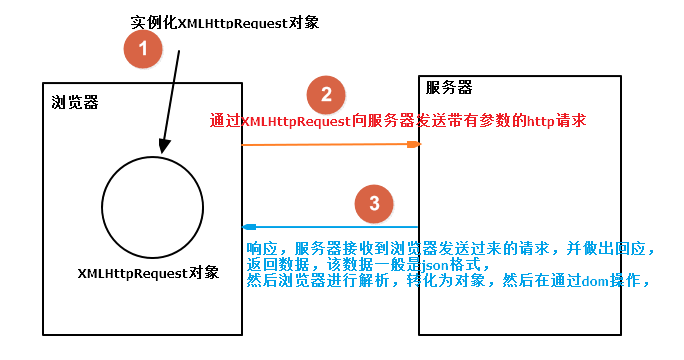 实例化XMLHttpRequest对象
1
浏览器
服务器
2
通过XMLHttpRequest向服务器发送带有参数的http请求
3
响应，服务器接收到浏览器发送过来的请求，并做出回应，
返回数据，该数据一般是json格式，
然后浏览器进行解析，转化为对象，然后在通过dom操作，
XMLHttpRequest对象